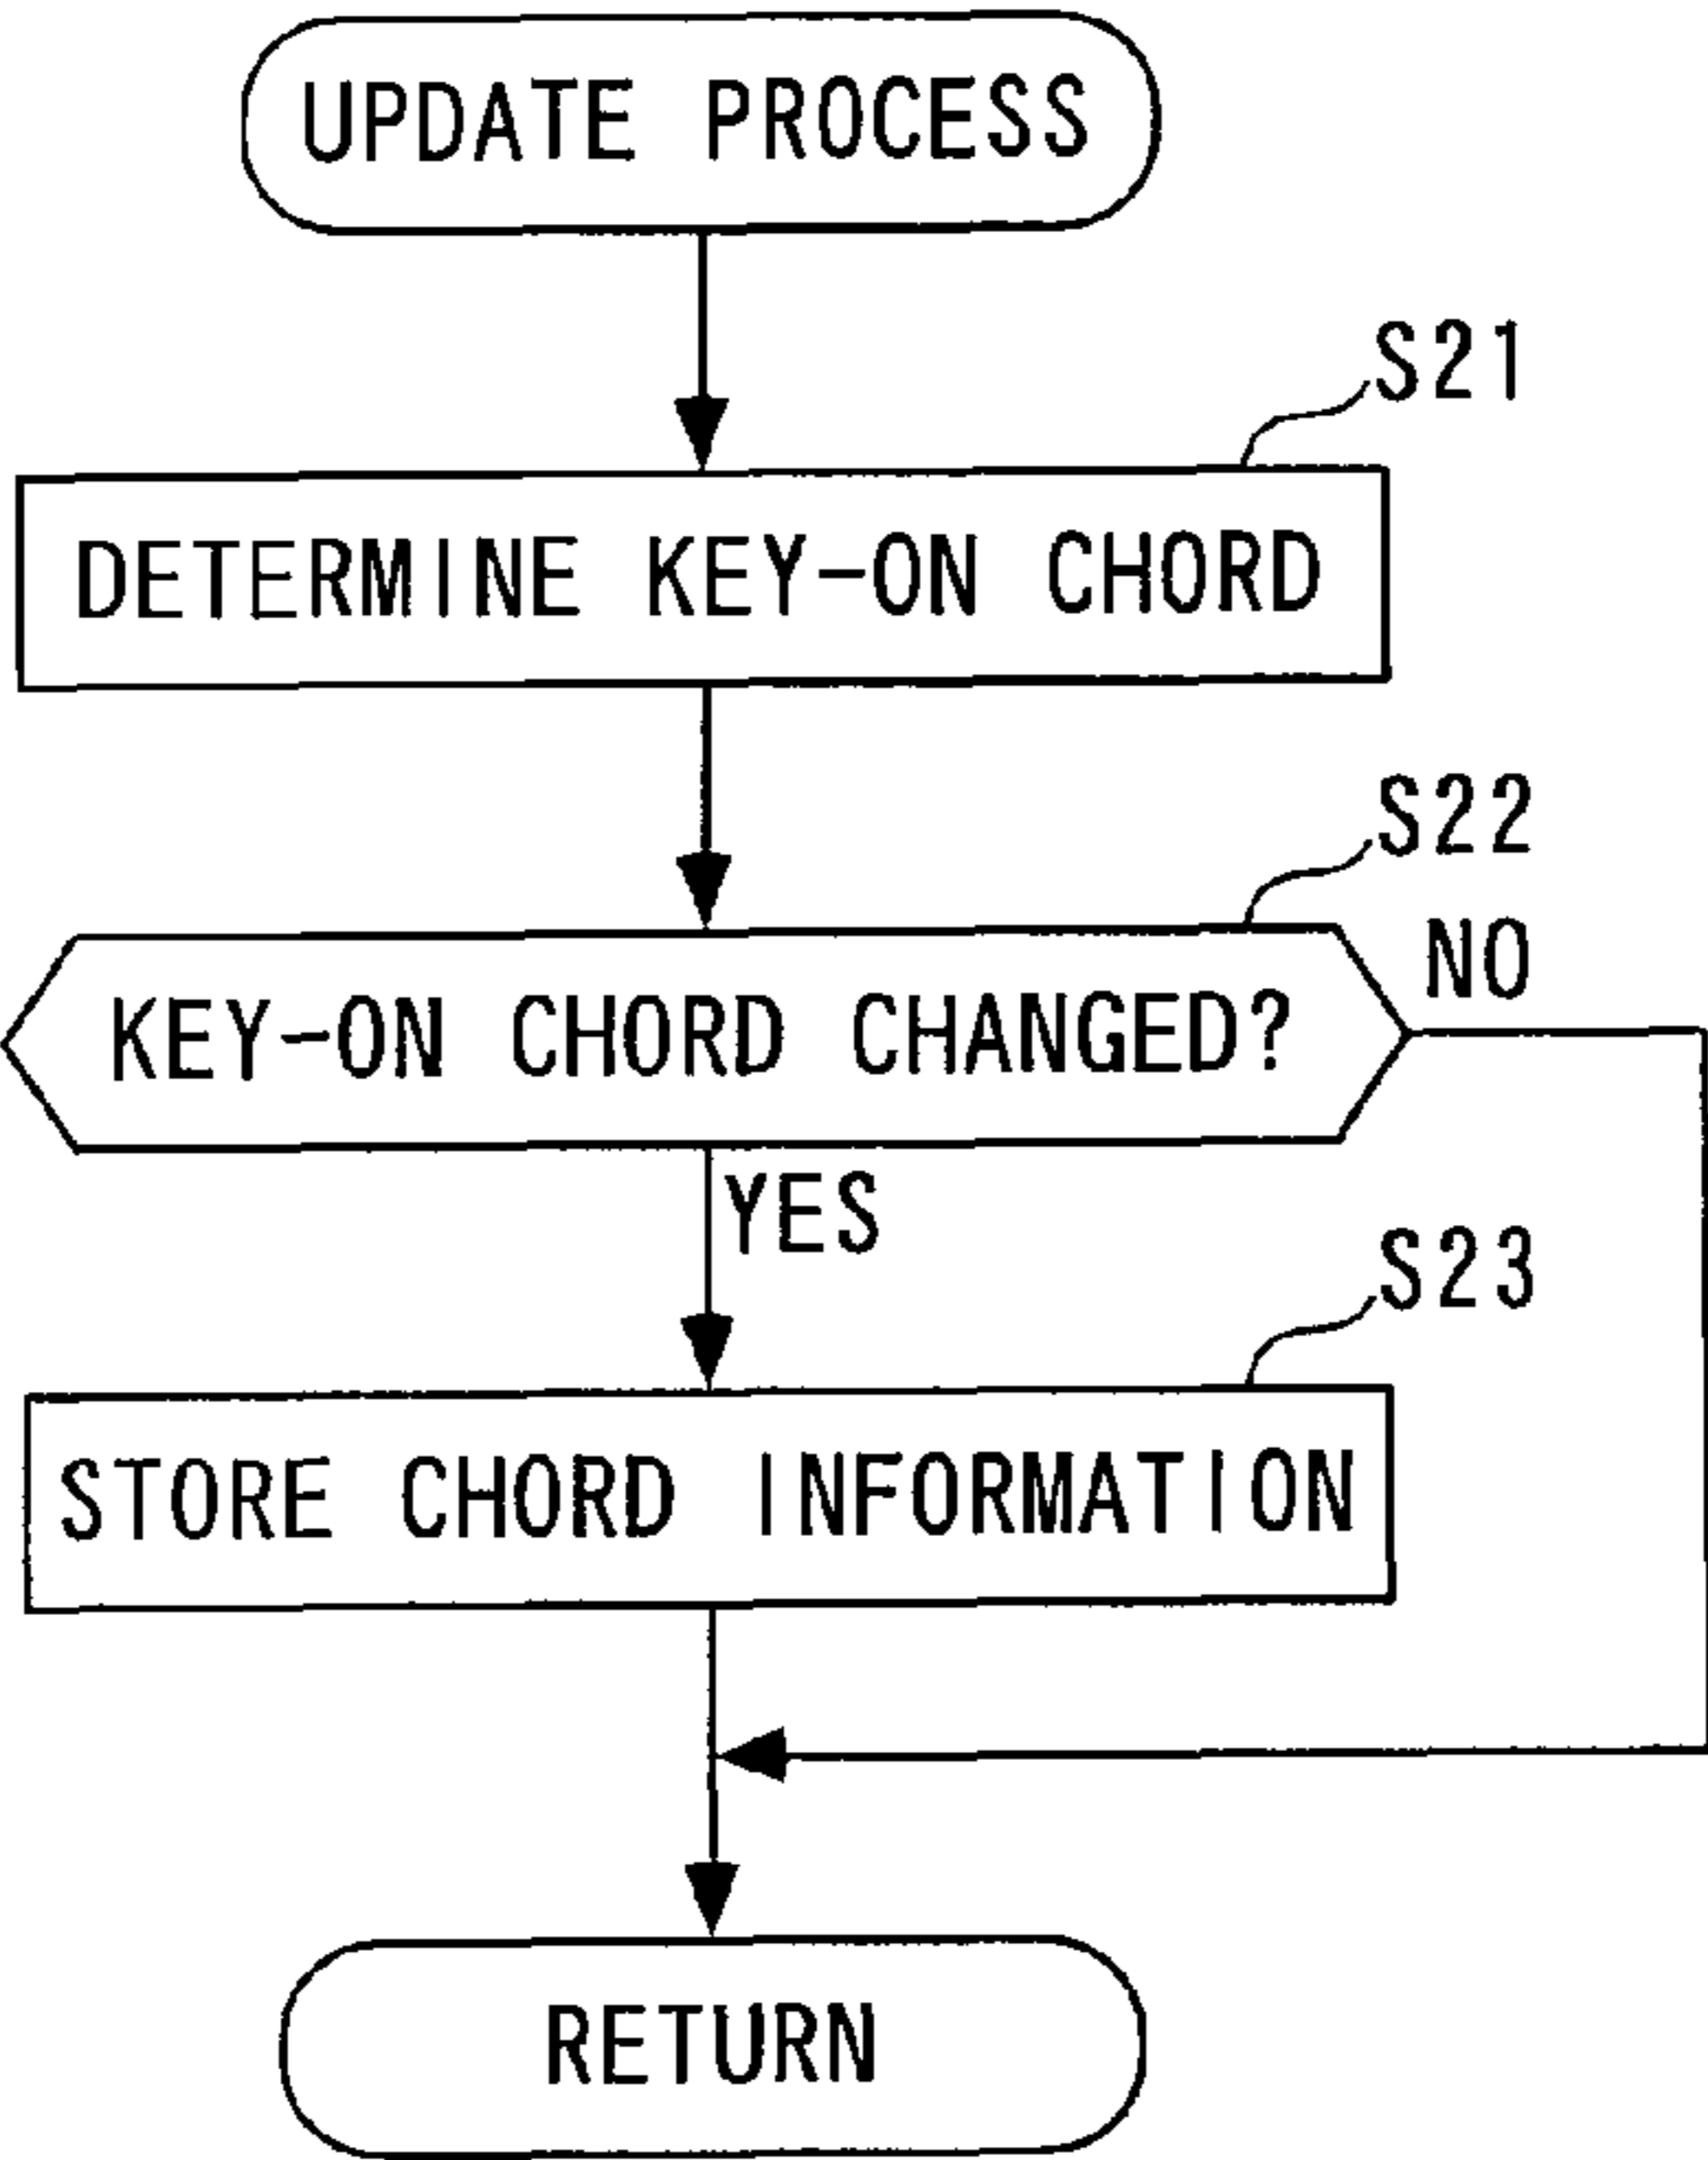 UPDATE PROCESS
S21
DETERMINE KEY-ON CHORD
S22
NO
KEY-ON CHORD CHANGED?
YES
S23
STORE CHORD INFORMATION
RETURN